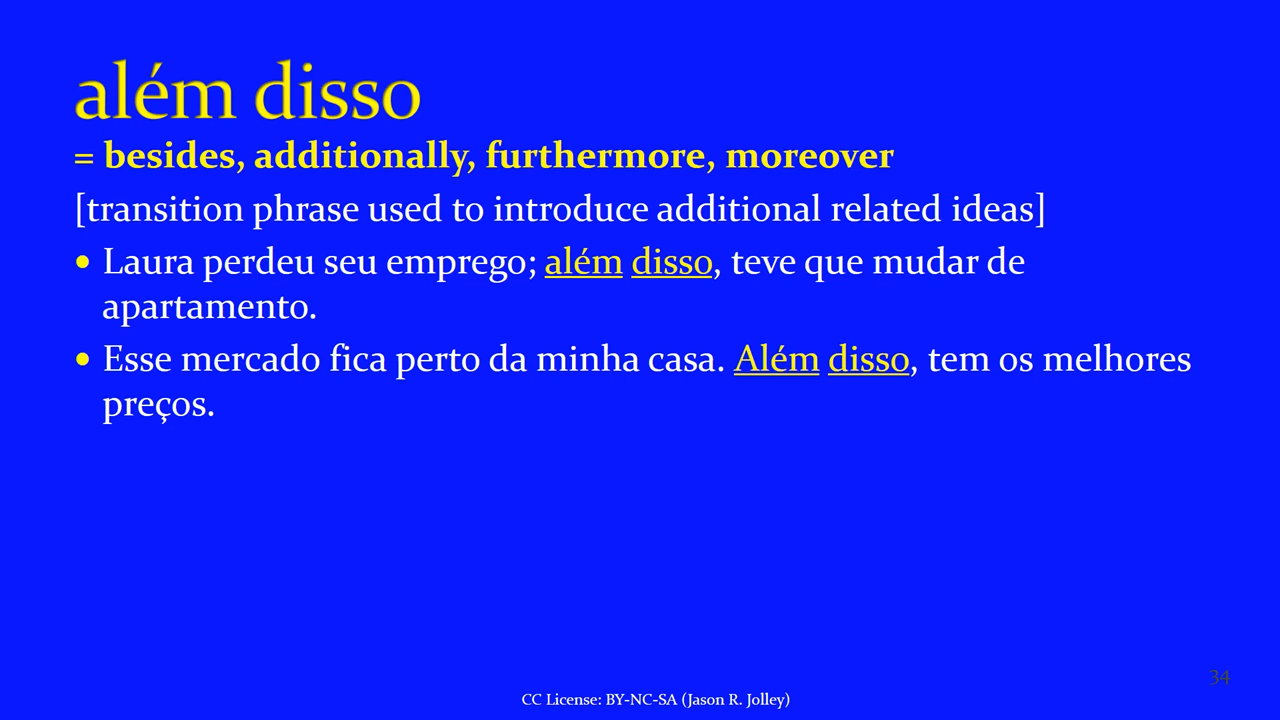 além disso
= besides, additionally, furthermore, moreover
[transition phrase used to introduce additional related ideas]
• Laura perdeu seu emprego; além disso, teve que mudar de
apartamento.
• Esse mercado fica perto da minha casa. Além disso, tem os melhores
preços.
34
CC License: BY-NC-SA (Jason R. Jolley)